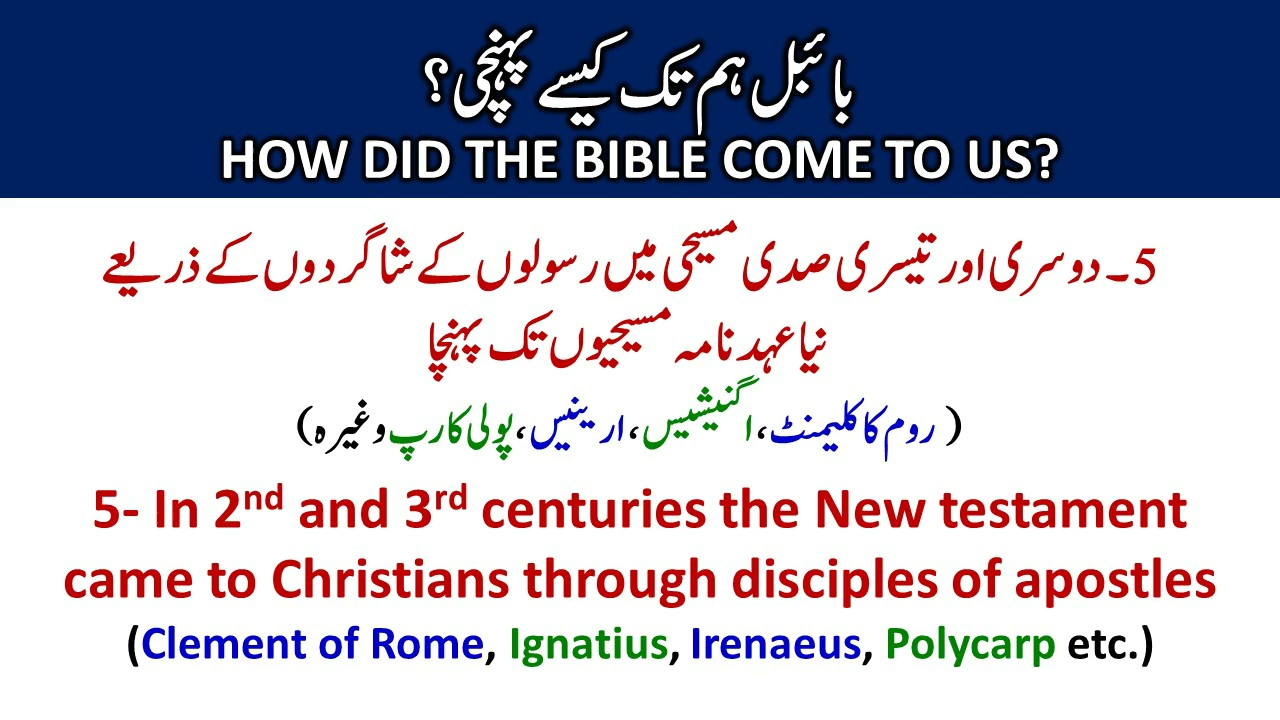 بائبل ہم تک کیسے پہنچی؟
HOW DID THE BIBLE COME TO US?
5۔ دوسری اور تیسری صدی مسیحی میں رسولوں کے شاگردوں کے ذریعے
نیا عہد نامہ مسیحیوں تک پہنچا
( روم کا کلیمنٹ، اگنیشیس، ارینیس، پولی کارپ وغیرہ)
5- In 2nd and 3rd centuries the New testament
came to Christians through disciples of apostles
(Clement of Rome, Ignatius, Irenaeus, Polycarp etc.)